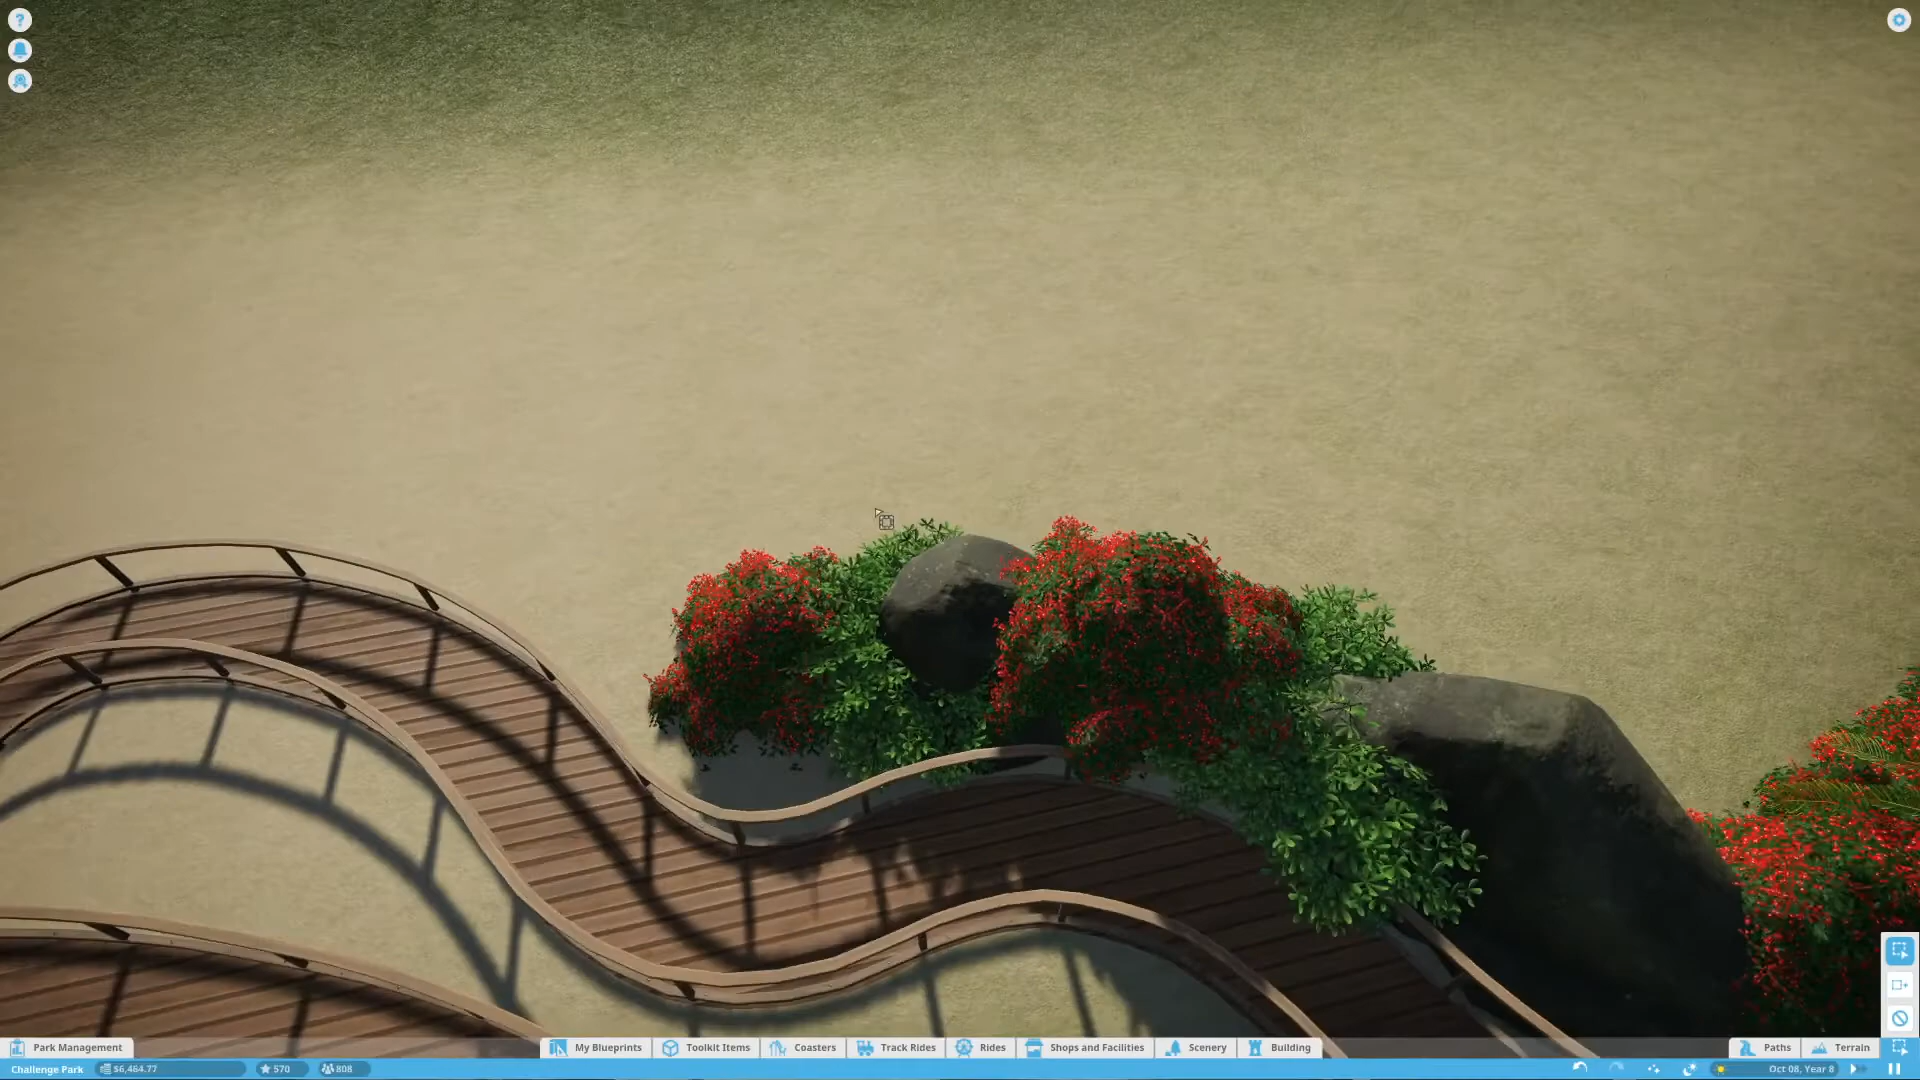 ?
Park Management
My Blueprints
Toolkit Items
Coasters
Track Rides
Rides
Shops and Facilities
Scenery
Building
Paths
Terrain
Challenge Park
$6,464.77
570
808
Oct 08, Year 8